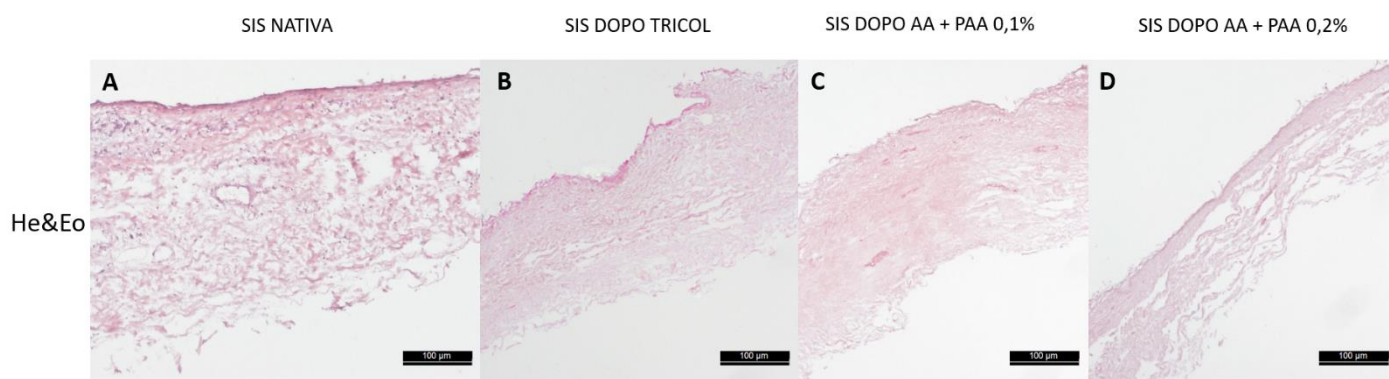 SIS NATIVA
SIS DOPO TRICOL
SIS DOPO AA + PAA 0,1%
SIS DOPO AA + PAA 0,2%
He&Eo
A
B
C
D
100 µm
100 µm
100 µm
100 µm